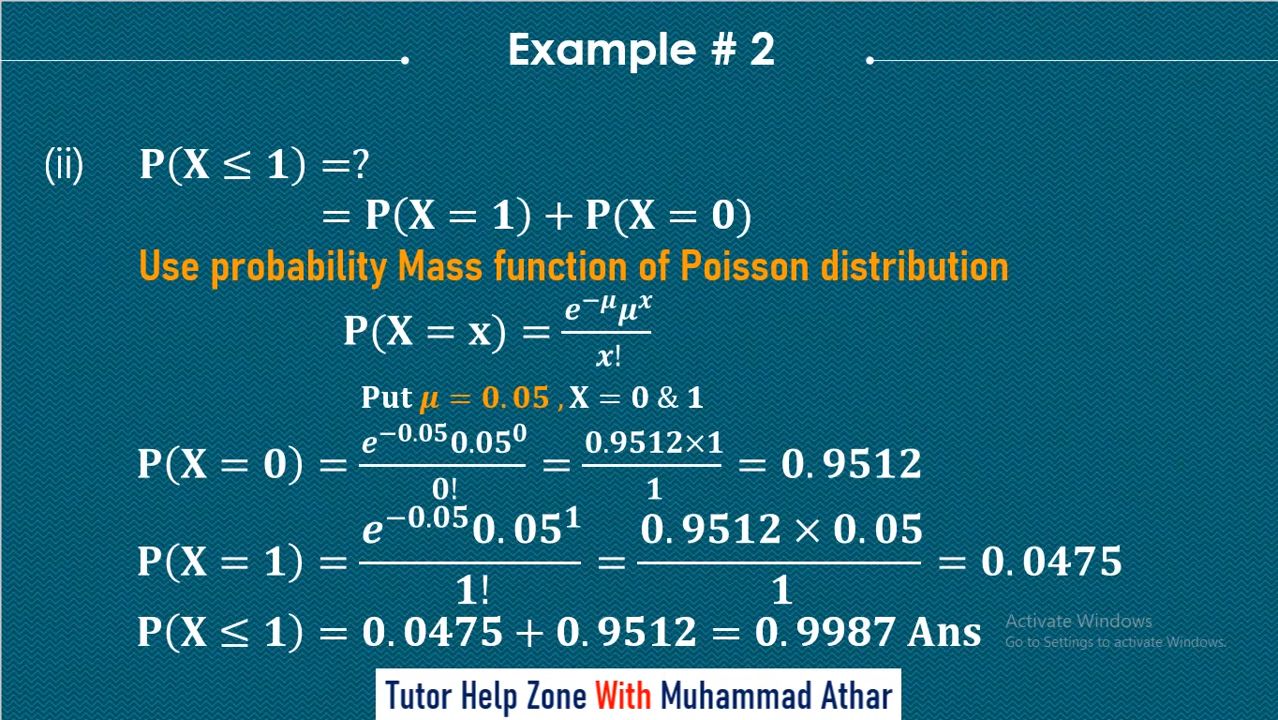 Example # 2
(ii) P(X ≤ 1) =?
= P(X = 1) + P(X = 0)
Use probability Mass function of Poisson distribution
P(X = x) = e^−μ μ^x / x!
Put μ = 0.05 , X = 0 & 1
P(X = 0) = e^−0.05 0.05^0 / 0! = 0.9512×1 / 1 = 0.9512
P(X = 1) = e^−0.05 0.05^1 / 1! = 0.9512 × 0.05 / 1 = 0.0475
P(X ≤ 1) = 0.0475 + 0.9512 = 0.9987 Ans
Activate Windows
Go to Settings to activate Windows.
Tutor Help Zone With Muhammad Athar